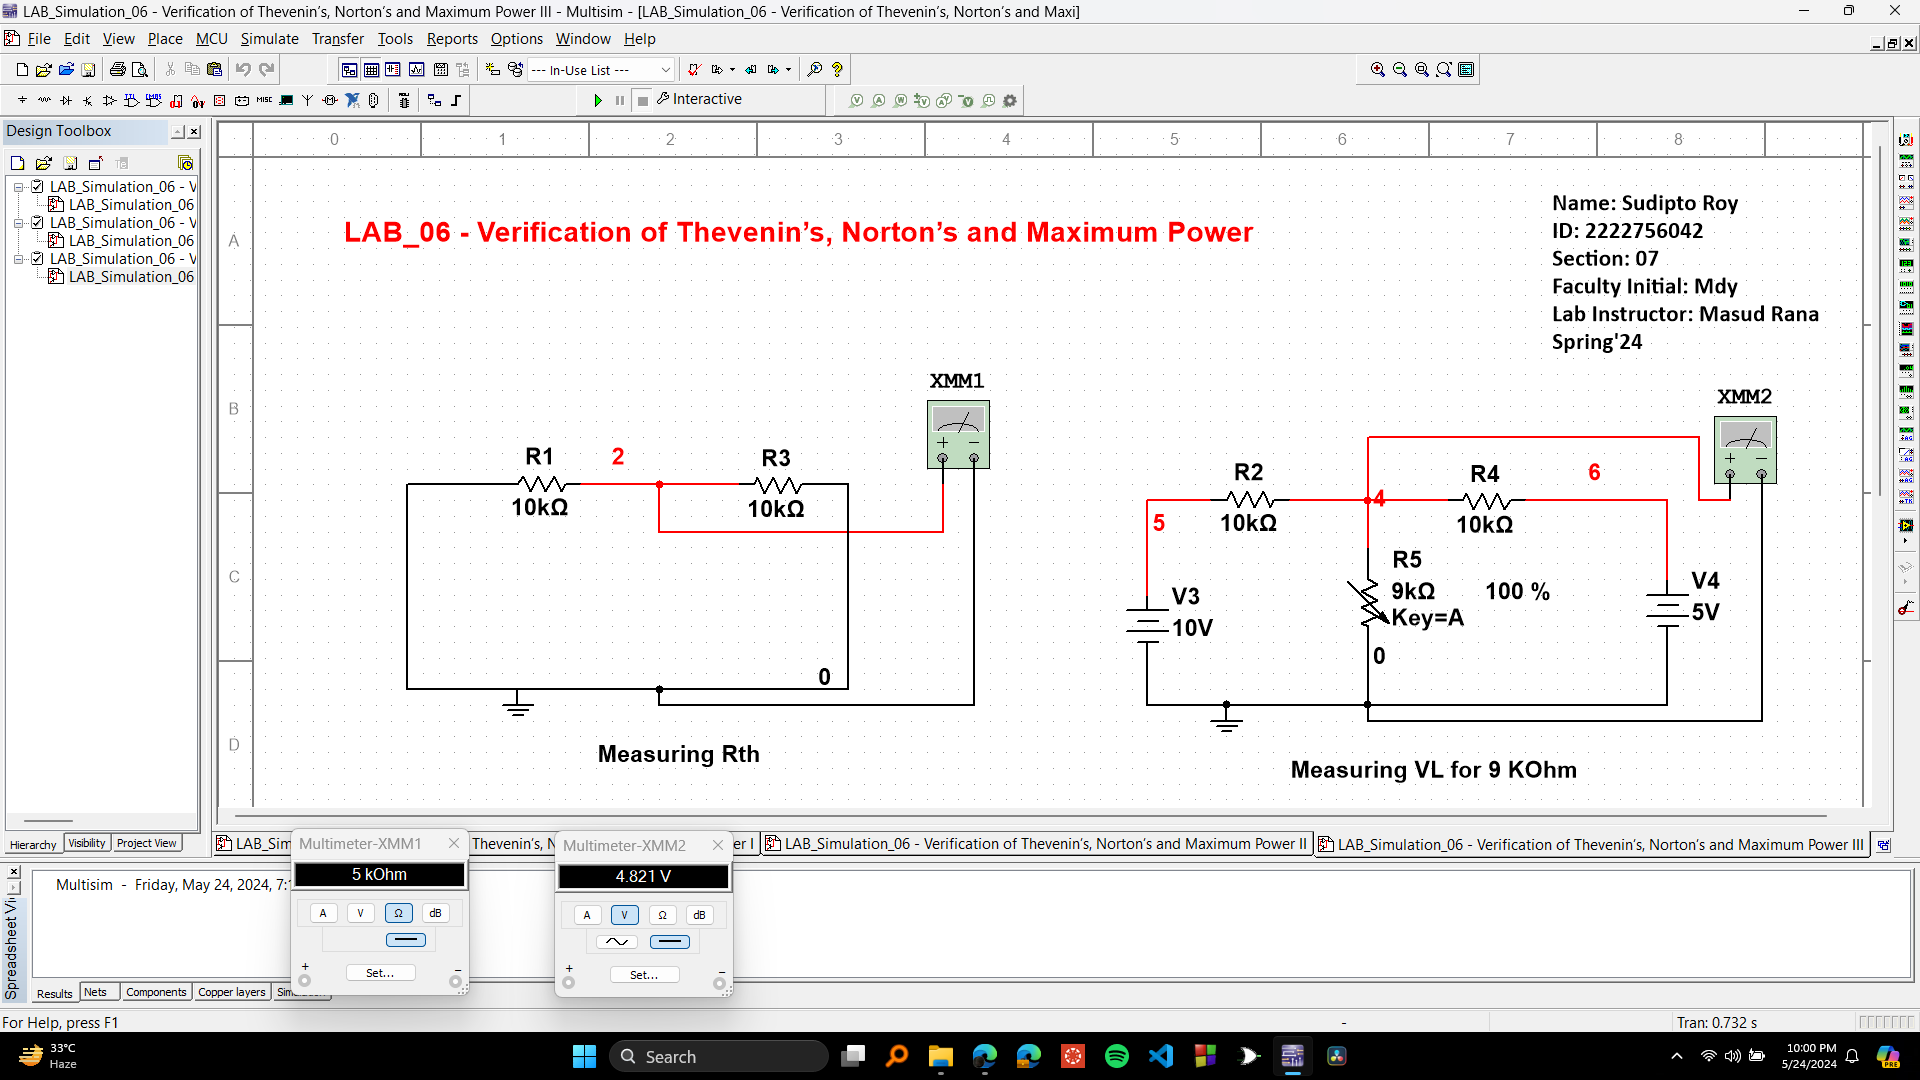 LAB_Simulation_06 - Verification of Thevenin's, Norton's and Maximum Power III - Multisim - [LAB_Simulation_06 - Verification of Thevenin's, Norton's and Maxi]
File Edit View Place MCU Simulate Transfer Tools Reports Options Window Help
--- In-Use List ---
MISC
Interactive
Design Toolbox
LAB_Simulation_06 - V
LAB_Simulation_06
LAB_Simulation_06 - V
LAB_Simulation_06
LAB_Simulation_06 - V
LAB_Simulation_06
Hierarchy Visibility Project View
0 1 2 3 4 5 6 7 8
A
B
C
D
LAB_06 - Verification of Thevenin's, Norton's and Maximum Power
Name: Sudipto Roy
ID: 2222756042
Section: 07
Faculty Initial: Mdy
Lab Instructor: Masud Rana
Spring'24
XMM1
R1
10kΩ
2
R3
10kΩ
0
Measuring Rth
XMM2
R2
10kΩ
4
R4
10kΩ
6
5
V3
10V
R5
9kΩ 100 %
Key=A
V4
5V
0
Measuring VL for 9 KOhm
LAB_Sim Thevenin's, N r I
LAB_Simulation_06 - Verification of Thevenin's, Norton's and Maximum Power II
LAB_Simulation_06 - Verification of Thevenin's, Norton's and Maximum Power III
Multisim - Friday, May 24, 2024, 7:1
Spreadsheet Vi
Multimeter-XMM1
5 kOhm
A V Ω dB
+ -
Set...
Multimeter-XMM2
4.821 V
A V Ω dB
+ -
Set...
Results Nets Components Copper layers
For Help, press F1
-
Tran: 0.732 s
33°C
Haze
Search
10:00 PM
5/24/2024
PRE